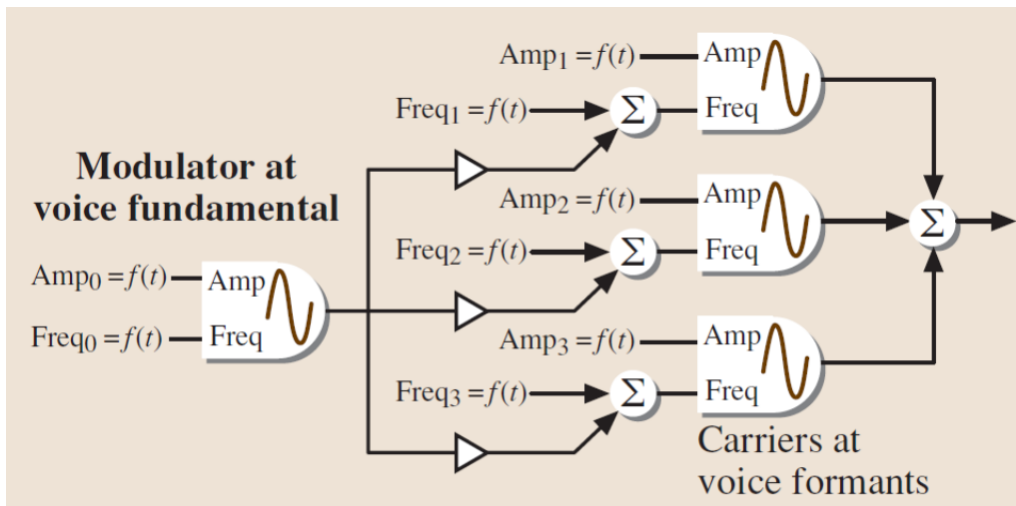 Modulator at
voice fundamental
Amp₀ =f(t)
Freq₀ =f(t)
Amp
Freq
Amp₁ =f(t)
Freq₁ =f(t)
Σ
Amp
Freq
Amp₂ =f(t)
Freq₂ =f(t)
Σ
Amp
Freq
Amp₃ =f(t)
Freq₃ =f(t)
Σ
Amp
Freq
Carriers at
voice formants
Σ